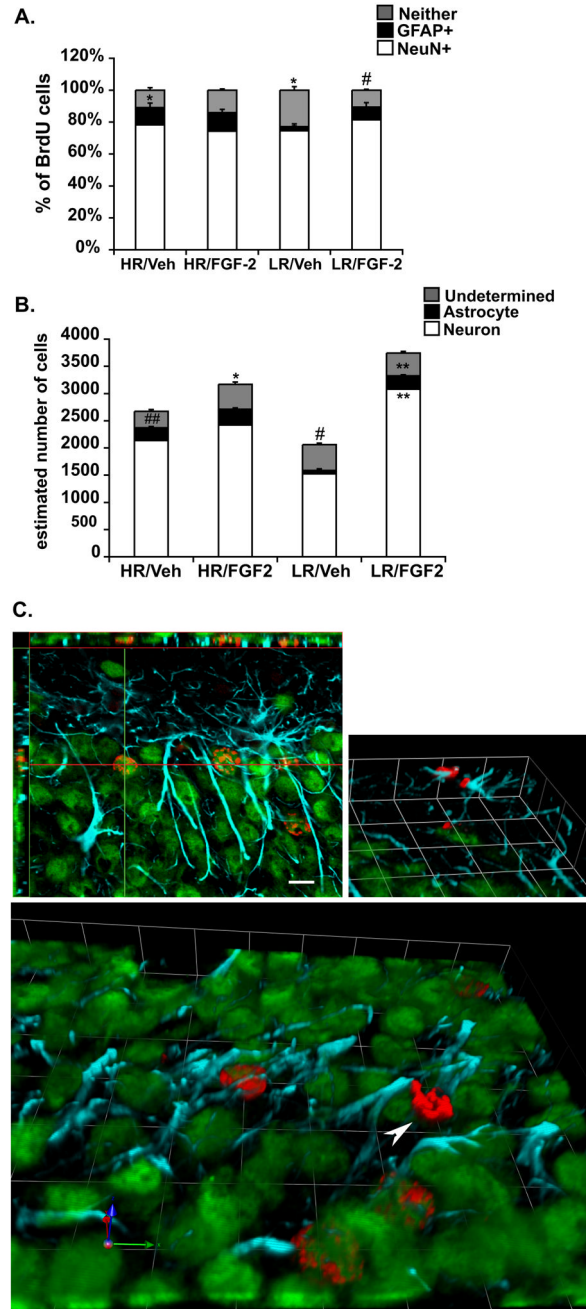 A.
Neither
GFAP+
NeuN+
120%
100%
80%
60%
40%
20%
0%
% of BrdU cells
*
*
#
HR/Veh HR/FGF-2 LR/Veh LR/FGF-2
B.
Undetermined
Astrocyte
Neuron
4000
3500
3000
2500
2000
1500
1000
500
0
estimated number of cells
##
*
#
**
**
HR/Veh HR/FGF2 LR/Veh LR/FGF2
C.